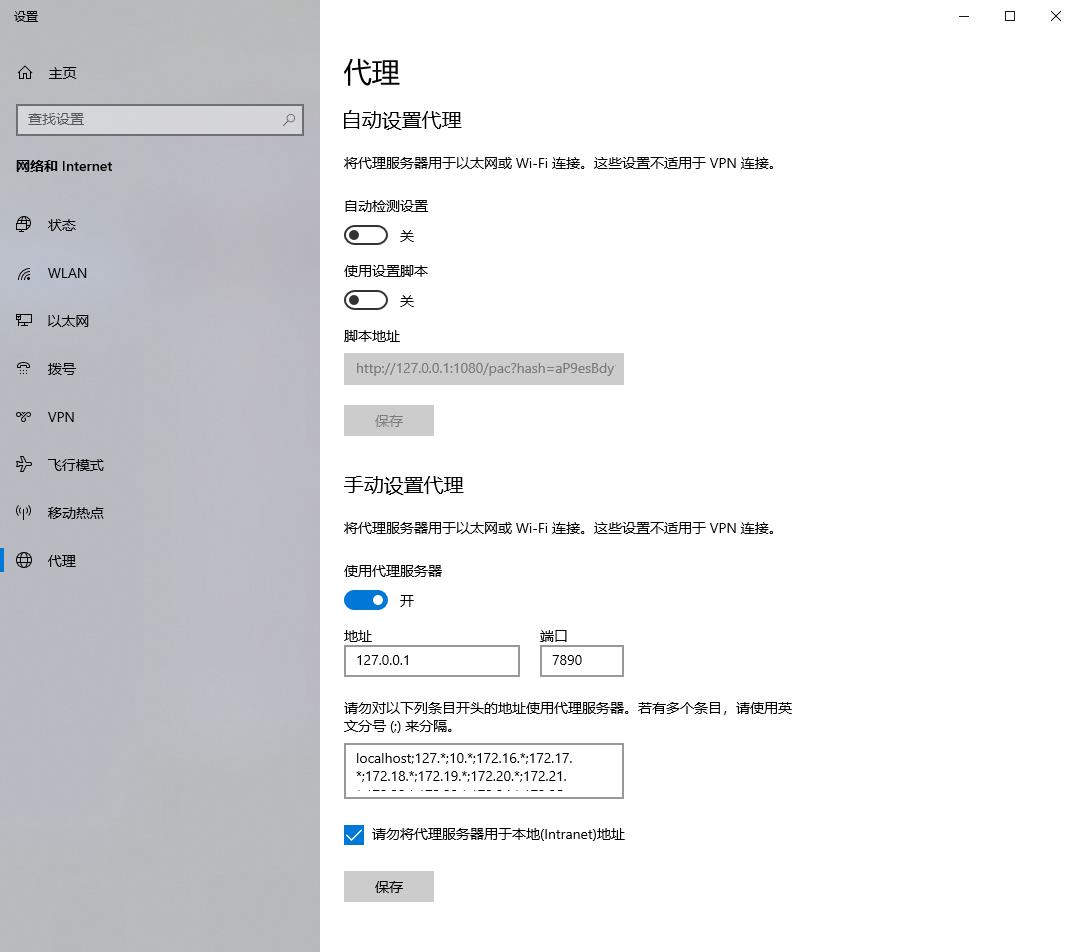 设置
主页
查找设置
网络和 Internet
状态
WLAN
以太网
拨号
VPN
飞行模式
移动热点
代理
代理
自动设置代理
将代理服务器用于以太网或 Wi-Fi 连接。这些设置不适用于 VPN 连接。
自动检测设置
关
使用设置脚本
关
脚本地址
http://127.0.0.1:1080/pac?hash=aP9esBdy
保存
手动设置代理
将代理服务器用于以太网或 Wi-Fi 连接。这些设置不适用于 VPN 连接。
使用代理服务器
开
地址 端口
127.0.0.1 7890
请勿对以下列条目开头的地址使用代理服务器。若有多个条目，请使用英
文分号 (;) 来分隔。
localhost;127.*;10.*;172.16.*;172.17.
*;172.18.*;172.19.*;172.20.*;172.21.
请勿将代理服务器用于本地(Intranet)地址
保存